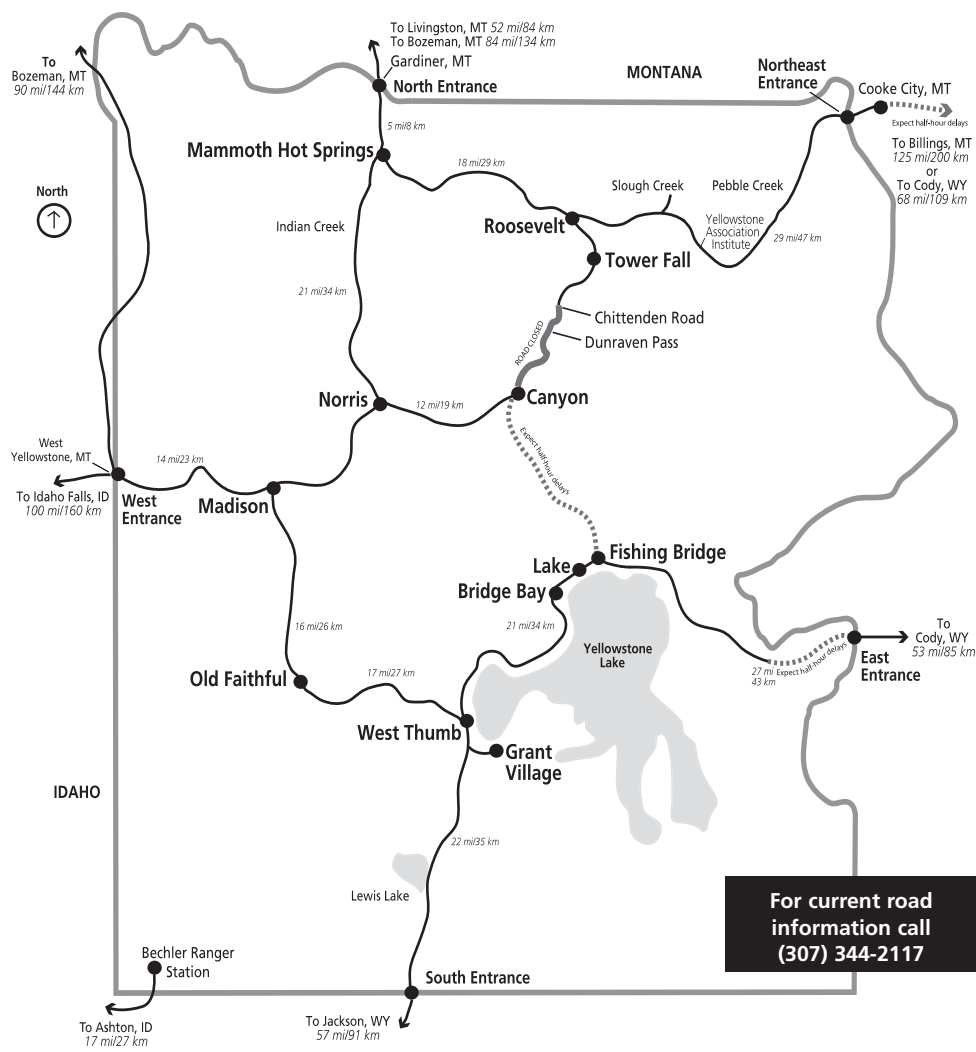 To Livingston, MT 52 mi/84 km
To Bozeman, MT 84 mi/134 km
Gardiner, MT
North Entrance
To
Bozeman, MT
90 mi/144 km
MONTANA
Northeast
Entrance
Cooke City, MT
Expect half-hour delays
To Billings, MT
125 mi/200 km
or
To Cody, WY
68 mi/109 km
5 mi/8 km
Mammoth Hot Springs
18 mi/29 km
North
Slough Creek
Pebble Creek
Indian Creek
Roosevelt
Yellowstone
Association
Institute
29 mi/47 km
Tower Fall
21 mi/34 km
Chittenden Road
ROAD CLOSED
Dunraven Pass
Norris
12 mi/19 km
Canyon
Expect half-hour delays
West
Yellowstone, MT
14 mi/23 km
To Idaho Falls, ID
100 mi/160 km
West
Entrance
Madison
Fishing Bridge
Lake
Bridge Bay
21 mi/34 km
16 mi/26 km
Yellowstone
Lake
To
Cody, WY
53 mi/85 km
27 mi
43 km
Expect half-hour delays
East
Entrance
Old Faithful
17 mi/27 km
West Thumb
Grant
Village
IDAHO
22 mi/35 km
Lewis Lake
For current road
information call
(307) 344-2117
Bechler Ranger
Station
South Entrance
To Ashton, ID
17 mi/27 km
To Jackson, WY
57 mi/91 km